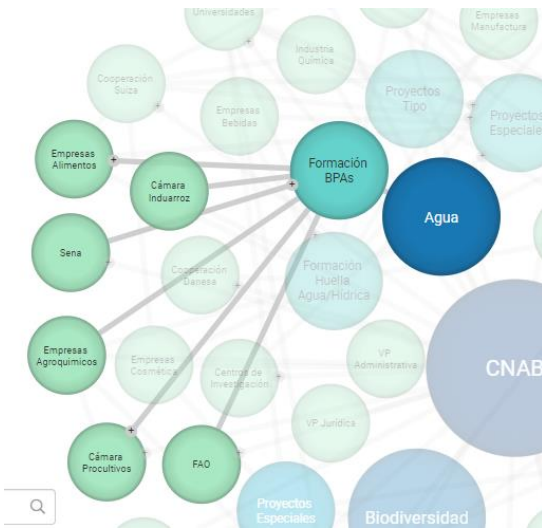 Universidades
Empresas
Manufactura
Industria
Química
Cooperación
Suiza
Proyectos
Tipo
Empresas
Bebidas
Proyectos
Especiale
Empresas
Alimentos
Formación
BPAs
Cámara
Induarroz
Agua
Sena
Cooperación
Danesa
Formación
Huella
Agua/Hídrica
Empresas
Agroquimicos
Empresas
Cosmética
Centros de
Investigación
VP
Administrativa
CNAB
VP Jurídica
Cámara
Procultivos
FAO
Proyectos
Especiales
Biodiversidad